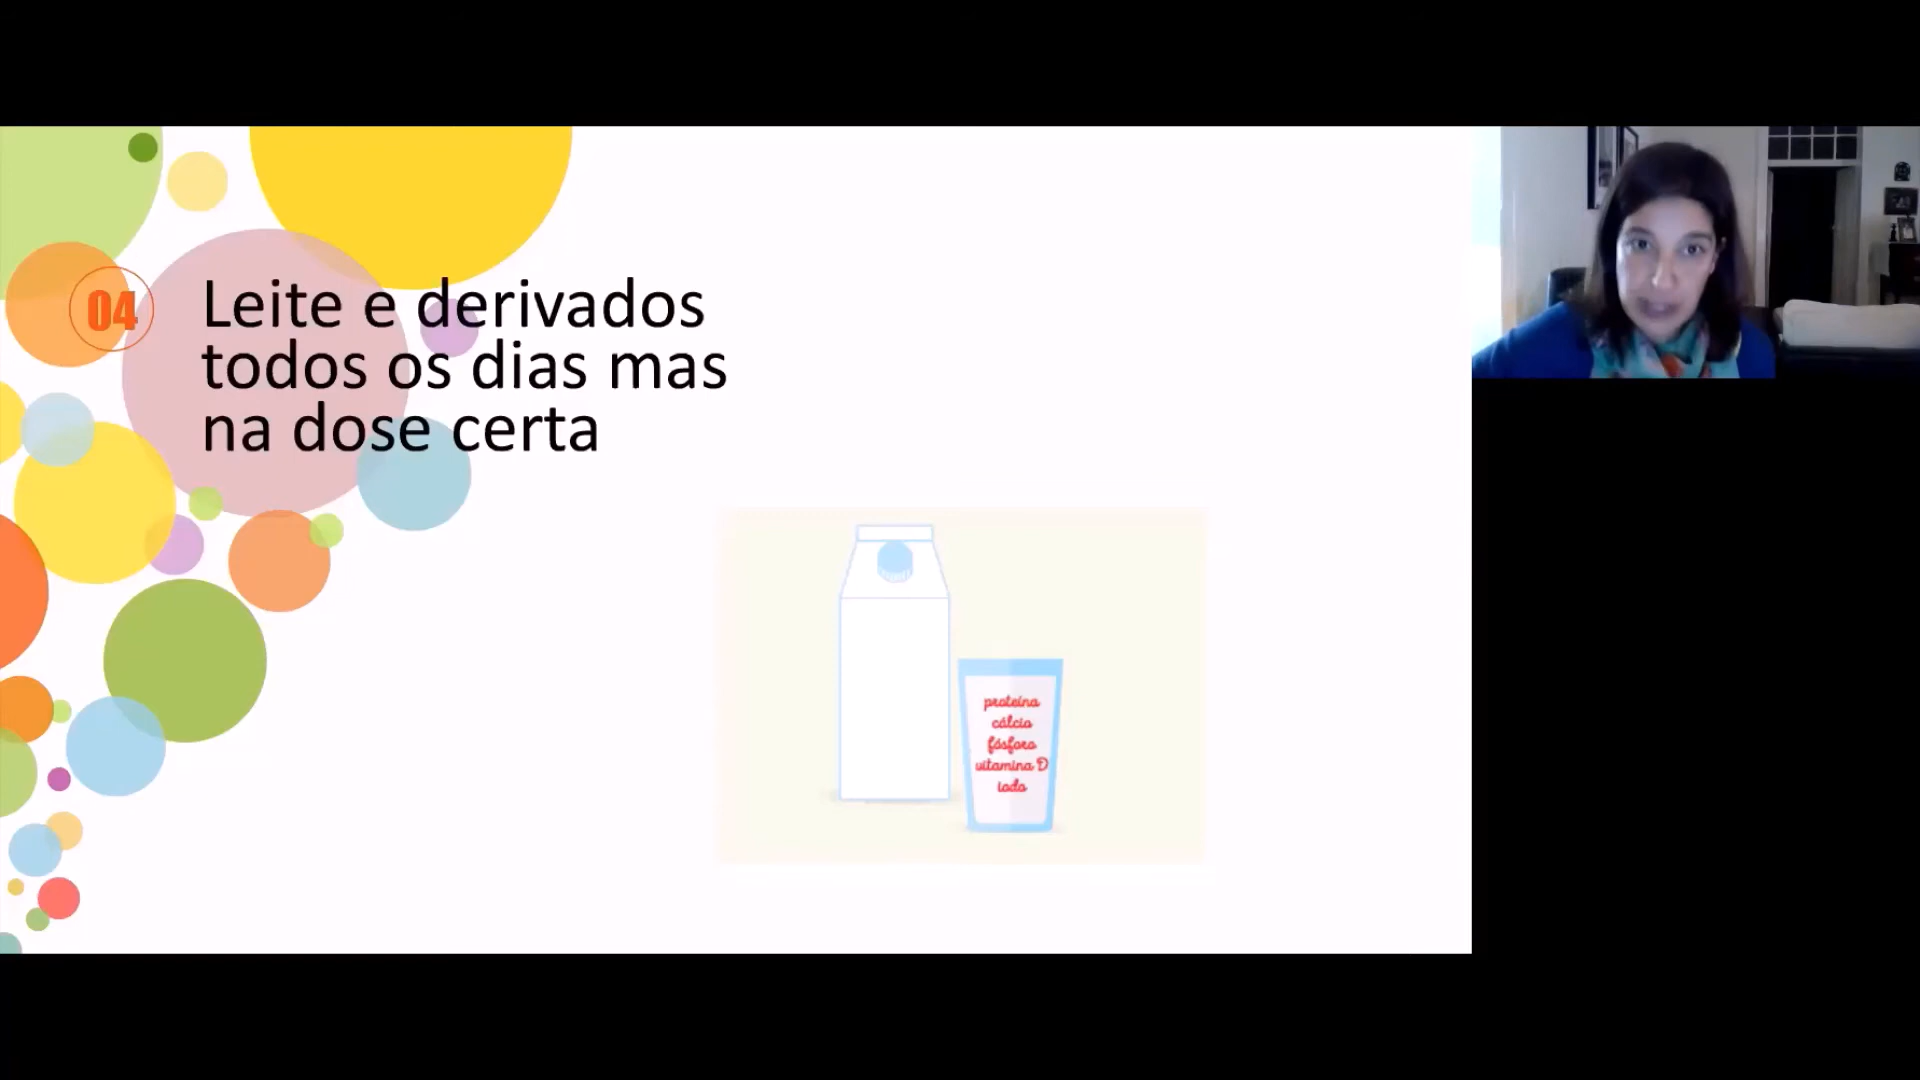 04
Leite e derivados
todos os dias mas
na dose certa
proteína
cálcio
fósforo
vitamina D
iodo